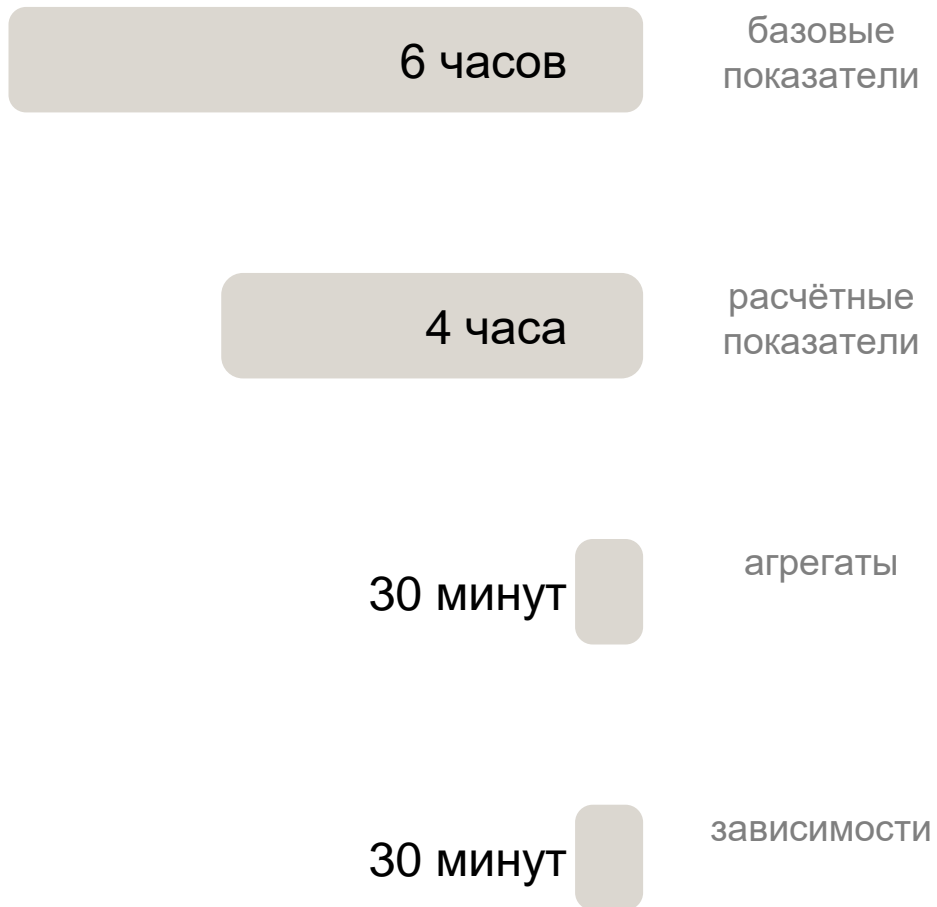 6 часов
базовые
показатели
4 часа
расчётные
показатели
30 минут
агрегаты
30 минут
зависимости